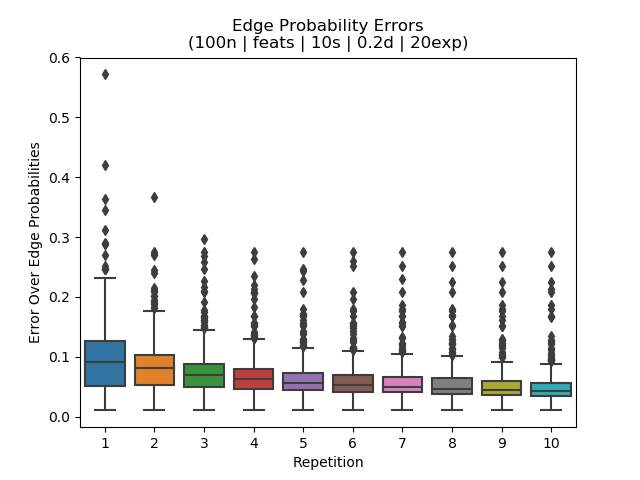 Edge Probability Errors
(100n | feats | 10s | 0.2d | 20exp)
Error Over Edge Probabilities
0.6
0.5
0.4
0.3
0.2
0.1
0.0
1 2 3 4 5 6 7 8 9 10
Repetition